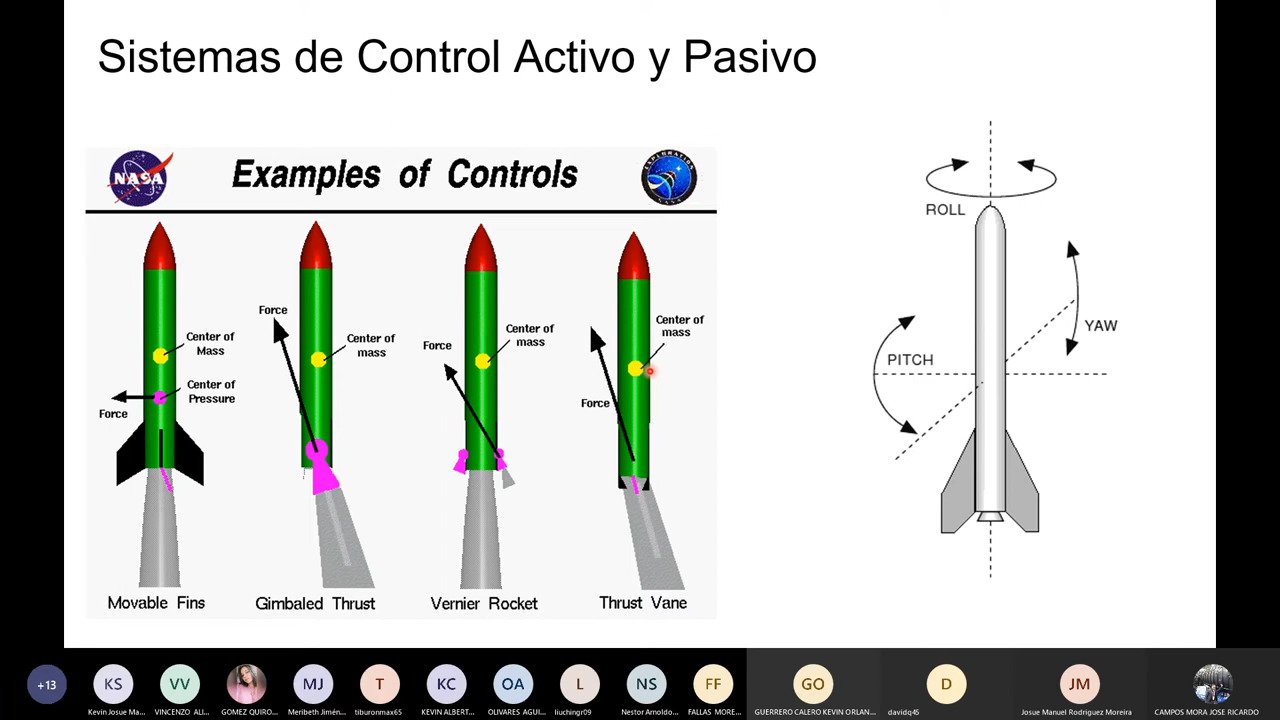 Sistemas de Control Activo y Pasivo
NASA
Examples of Controls
Center of
Mass
Center of
Pressure
Force
Movable Fins
Force
Center of
mass
Gimbaled Thrust
Force
Center of
mass
Vernier Rocket
Force
Center of
mass
Thrust Vane
ROLL
YAW
PITCH
+13
KS
Kevin Josue Ma...
VV
VINCENZO ALI...
GOMEZ QUIRO...
MJ
Meribeth Jimén...
T
tiburonmax65
KC
KEVIN ALBERT...
OA
OLIVARES AGUI...
L
liuchingr09
NS
Nestor Arnoldo...
FF
FALLAS MORE...
GO
GUERRERO CALERO KEVIN ORLAN...
D
davidq45
JM
Josue Manuel Rodriguez Moreira
CAMPOS MORA JOSE RICARDO